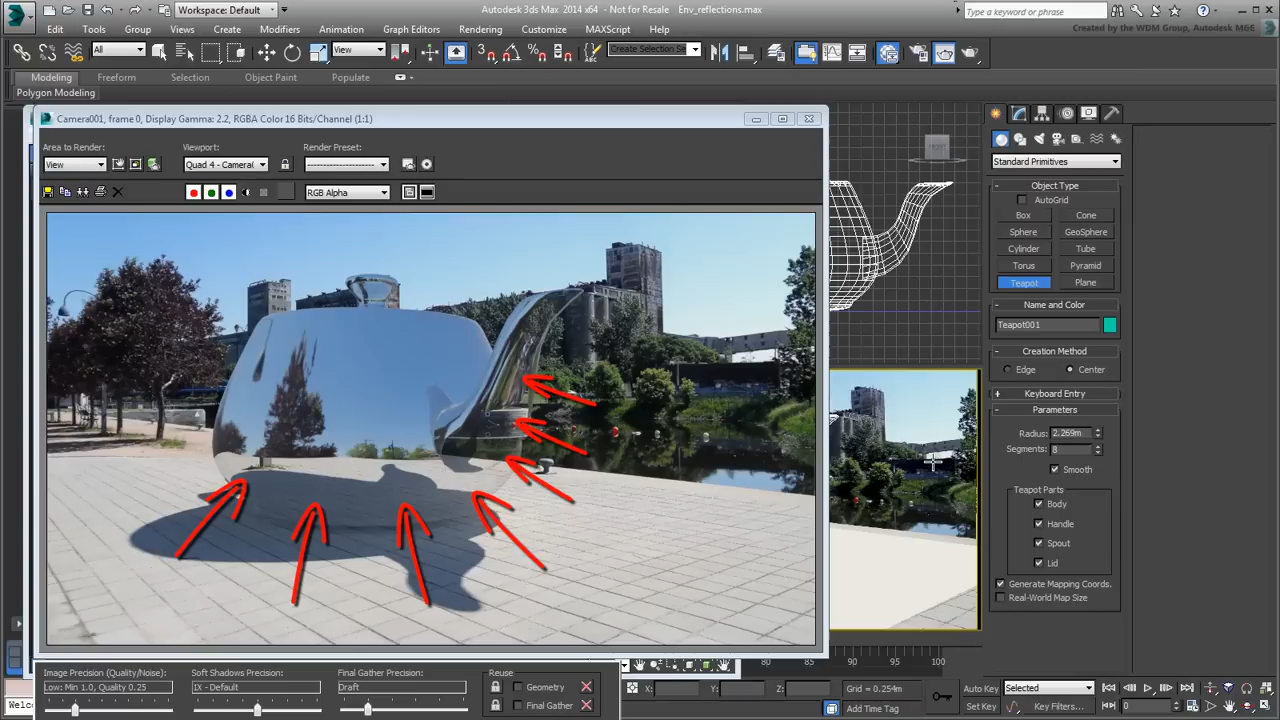 Workspace: Default
Autodesk 3ds Max 2014 x64 - Not for Resale Env_reflections.max
Type a keyword or phrase
Edit Tools Group Views Create Modifiers Animation Graph Editors Rendering Customize MAXScript Help
Created by the WDM Group, Autodesk M&E
All
View
Create Selection Se
Modeling Freeform Selection Object Paint Populate
Polygon Modeling
Camera001, frame 0, Display Gamma: 2.2, RGBA Color 16 Bits/Channel (1:1)
Area to Render: Viewport: Render Preset:
View Quad 4 - Camera( --------------------
RGB Alpha
FRONT
Standard Primitives
Object Type
AutoGrid
Box Cone
Sphere GeoSphere
Cylinder Tube
Torus Pyramid
Teapot Plane
Name and Color
Teapot001
Creation Method
Edge Center
Keyboard Entry
Parameters
Radius: 2.269m
Segments: 8
Smooth
Teapot Parts
Body
Handle
Spout
Lid
Generate Mapping Coords.
Real-World Map Size
80 85 90 95 100
Image Precision (Quality/Noise): Soft Shadows Precision: Final Gather Precision: Reuse:
Low: Min 1.0, Quality 0.25 1X - Default Draft Geometry
Final Gather
Welc
X: Y: Z: Grid = 0.254m
Add Time Tag
Auto Key Selected
Set Key Key Filters... 0